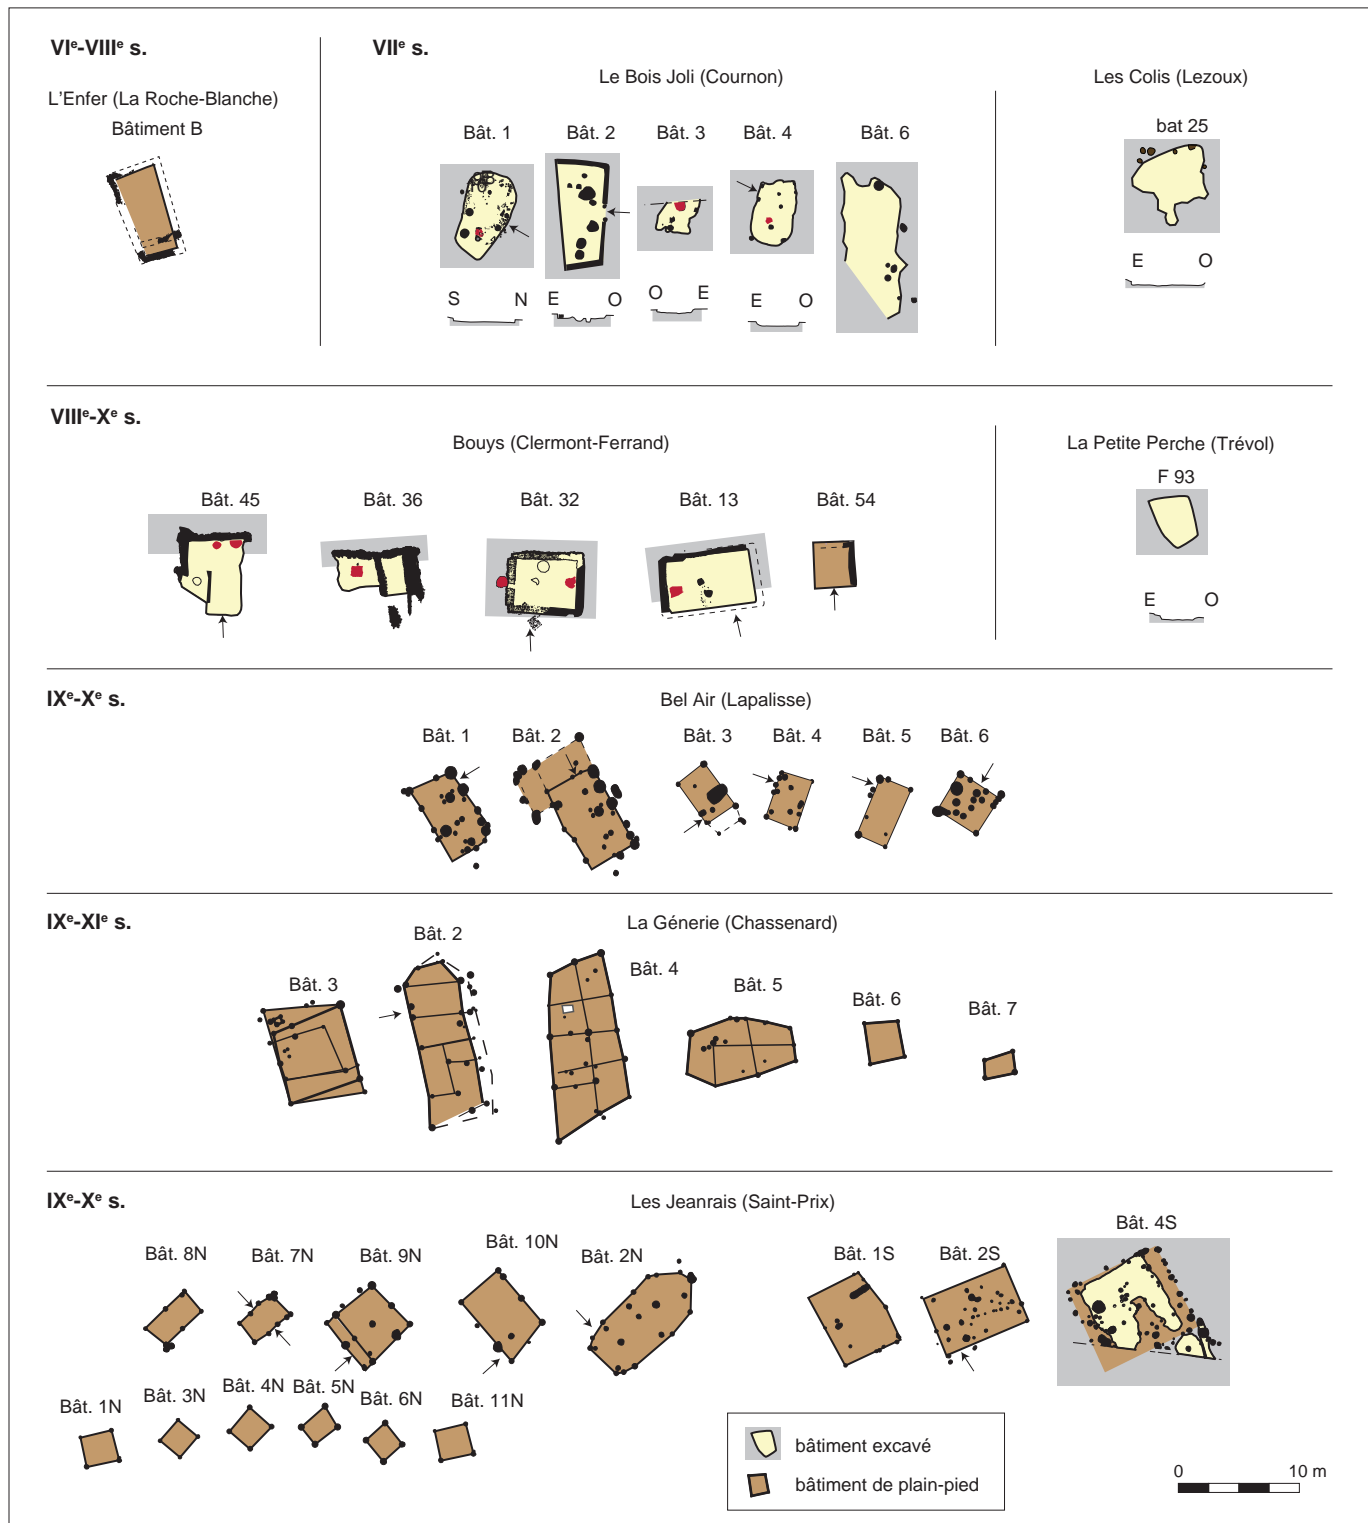 VIe-VIIIe s.
L'Enfer (La Roche-Blanche)
Bâtiment B
VIIe s.
Le Bois Joli (Cournon)
Bât. 1 Bât. 2 Bât. 3 Bât. 4 Bât. 6
S N E O O E E O
Les Colis (Lezoux)
bat 25
E O
VIIIe-Xe s.
Bouys (Clermont-Ferrand)
Bât. 45 Bât. 36 Bât. 32 Bât. 13 Bât. 54
La Petite Perche (Trévol)
F 93
E O
IXe-Xe s.
Bel Air (Lapalisse)
Bât. 1 Bât. 2 Bât. 3 Bât. 4 Bât. 5 Bât. 6
IXe-XIe s.
La Génerie (Chassenard)
Bât. 3 Bât. 2 Bât. 4 Bât. 5 Bât. 6 Bât. 7
IXe-Xe s.
Les Jeanrais (Saint-Prix)
Bât. 8N Bât. 7N Bât. 9N Bât. 10N Bât. 2N Bât. 1S Bât. 2S Bât. 4S
Bât. 1N Bât. 3N Bât. 4N Bât. 5N Bât. 6N Bât. 11N
bâtiment excavé
bâtiment de plain-pied
0 10 m